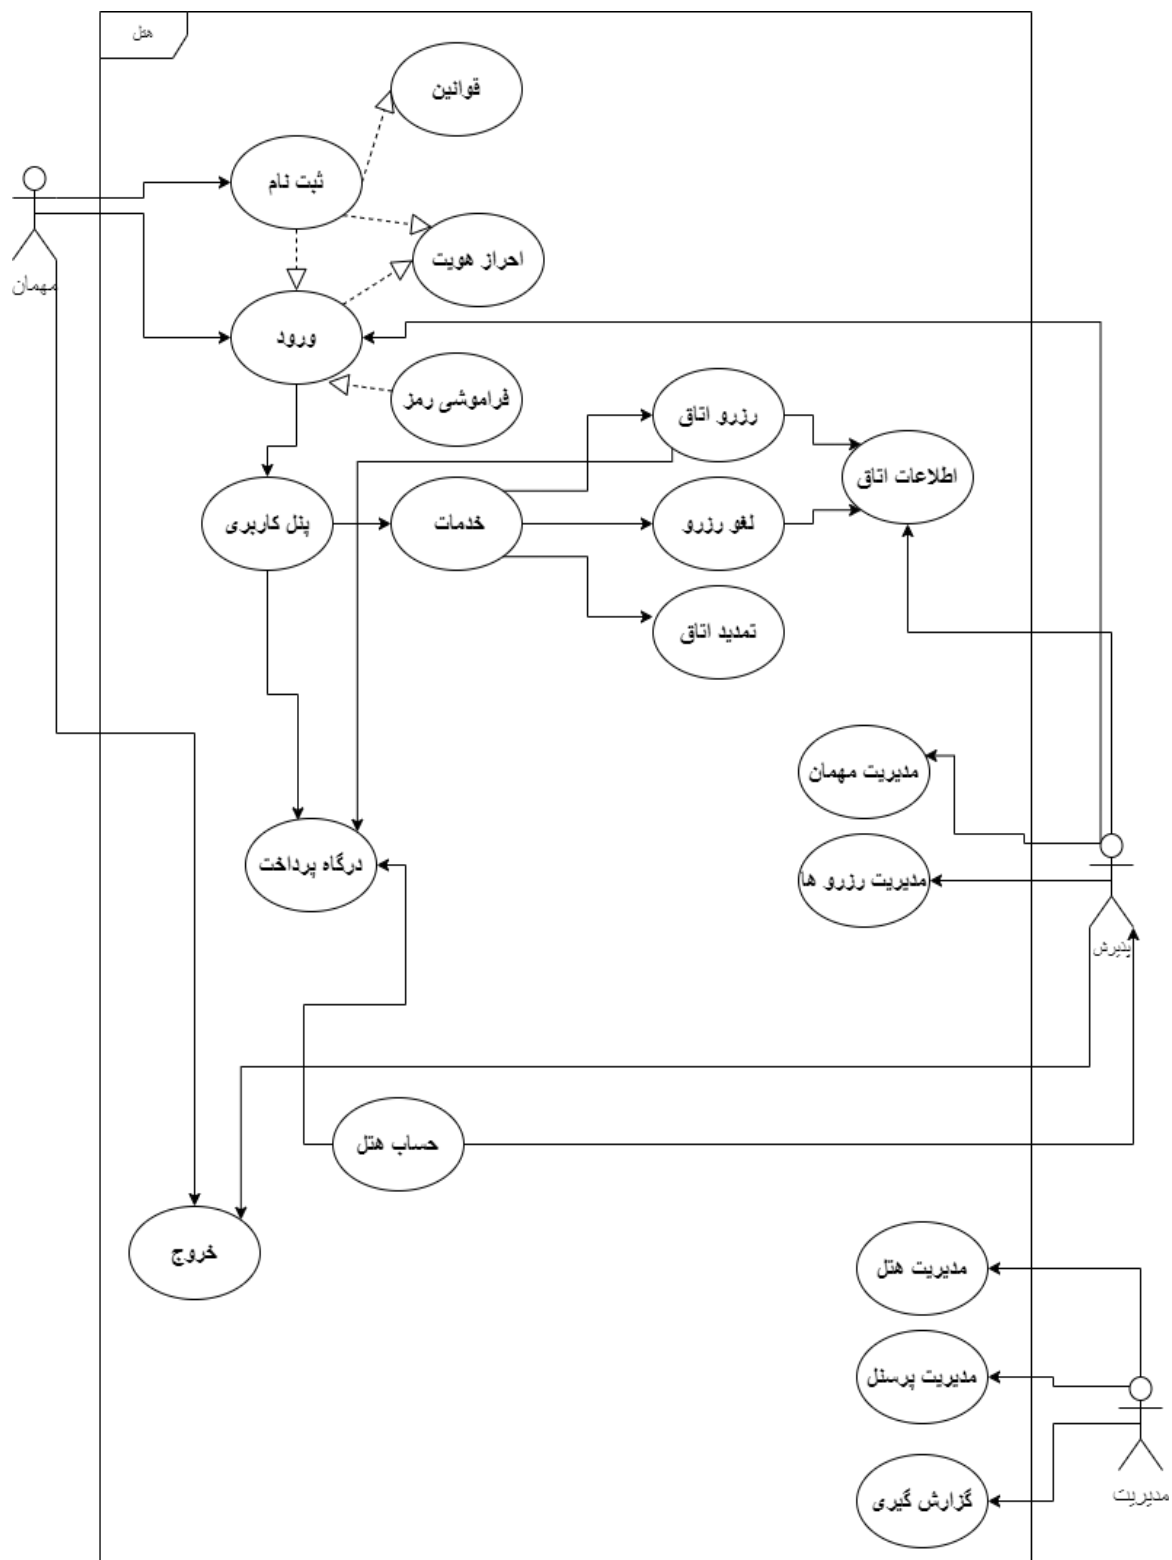 هتل
قوانین
ثبت نام
احراز هویت
مهمان
ورود
فراموشی رمز
رزرو اتاق
اطلاعات اتاق
پنل کاربری
خدمات
لغو رزرو
تمدید اتاق
مدیریت مهمان
درگاه پرداخت
مدیریت رزرو ها
پذیرش
حساب هتل
خروج
مدیریت هتل
مدیریت پرسنل
گزارش گیری
مدیریت